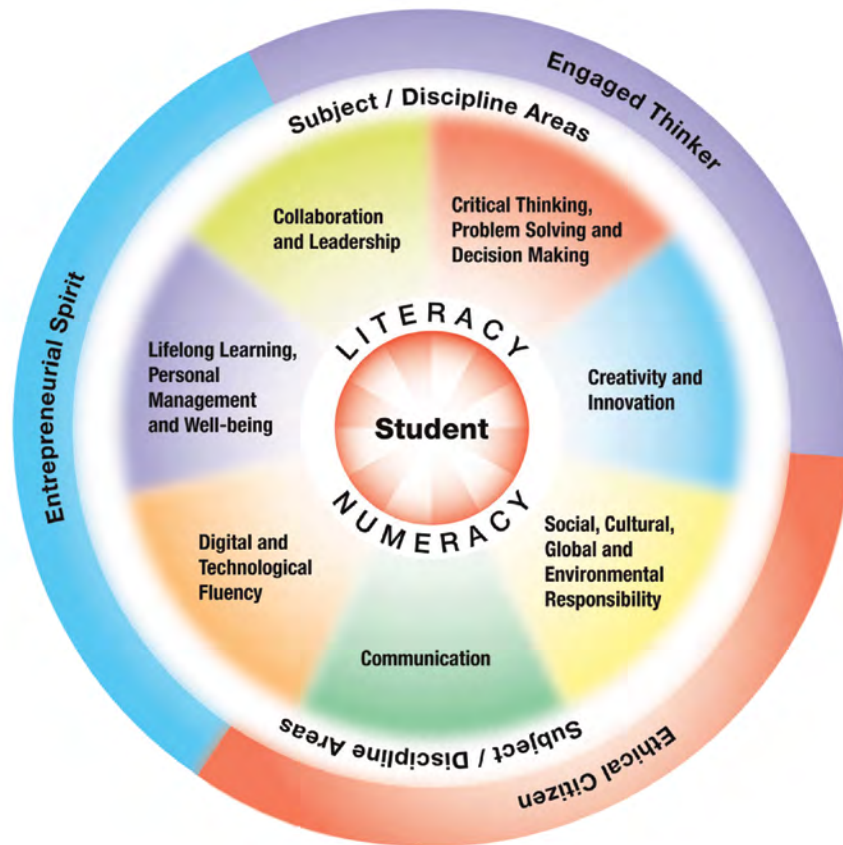 Engaged Thinker
Subject / Discipline Areas
Collaboration
and Leadership
Critical Thinking,
Problem Solving and
Decision Making
Entrepreneurial Spirit
LITERACY
Lifelong Learning,
Personal
Management
and Well-being
Student
Creativity and
Innovation
NUMERACY
Digital and
Technological
Fluency
Social, Cultural,
Global and
Environmental
Responsibility
Communication
Subject / Discipline Areas
Ethical Citizen